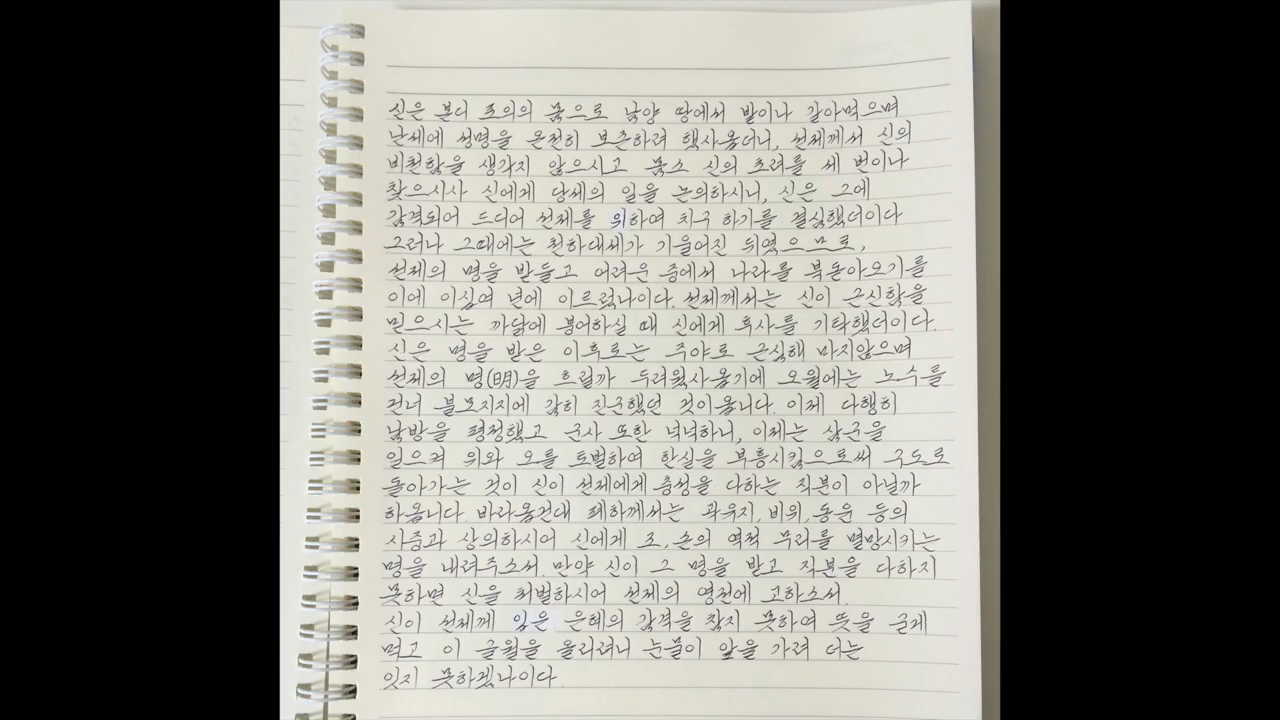 신은 본디 포의의 몸으로 남양 땅에서 밭이나 갈아먹으며
난세에 성명을 온전히 보존하려 했사옵더니, 선제께서 신의
비천함을 생각지 않으시고 몸소 신의 초려를 세 번이나
찾으시사 신에게 당세의 일을 논의하시니, 신은 그에
감격되어 드디어 선제를 위하여 치구 하기를 결심했더이다
그러나 그때에는 천하대세가 기울어진 뒤였으므로,
선제의 명을 받들고 어려운 중에서 나라를 북돋아오기를
이에 이십여 년에 이르렀나이다. 선제께서는 신이 근신함을
믿으시는 까닭에 붕어하실 때 신에게 후사를 기탁했더이다.
신은 명을 받은 이후로는 주야로 근심해 마지않으며
선제의 명(明)을 흐릴까 두려웠사옵기에 오월에는 노수를
건너 불모지지에 감히 진군했던 것이옵니다. 이제 다행히
남방을 평정했고 군사 또한 넉넉하니, 이제는 삼군을
일으켜 위와 오를 토벌하여 한실을 부흥시킴으로써 구도로
돌아가는 것이 신이 선제에게 충성을 다하는 직분이 아닐까
하옵니다. 바라옵건대 폐하께서는 곽유지, 비위, 동윤 등의
사중과 상의하시어 신에게 조, 손의 역적 무리를 멸망시키는
명을 내려주소서. 만약 신이 그 명을 받고 직분을 다하지
못하면 신을 처벌하시어 선제의 영전에 고하소서.
신이 선제께 입은 은혜의 감격을 참지 못하여 뜻을 굳게
먹고 이 글월을 올리려니 눈물이 앞을 가려 더는
잇지 못하겠나이다.